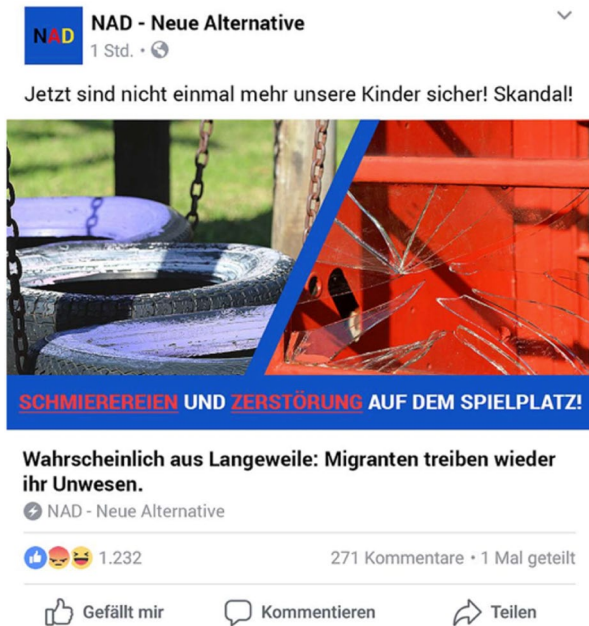 NAD
NAD - Neue Alternative
1 Std. •
Jetzt sind nicht einmal mehr unsere Kinder sicher! Skandal!
SCHMIEREREIEN UND ZERSTÖRUNG AUF DEM SPIELPLATZ!
Wahrscheinlich aus Langeweile: Migranten treiben wieder
ihr Unwesen.
NAD - Neue Alternative
1.232
271 Kommentare • 1 Mal geteilt
Gefällt mir
Kommentieren
Teilen